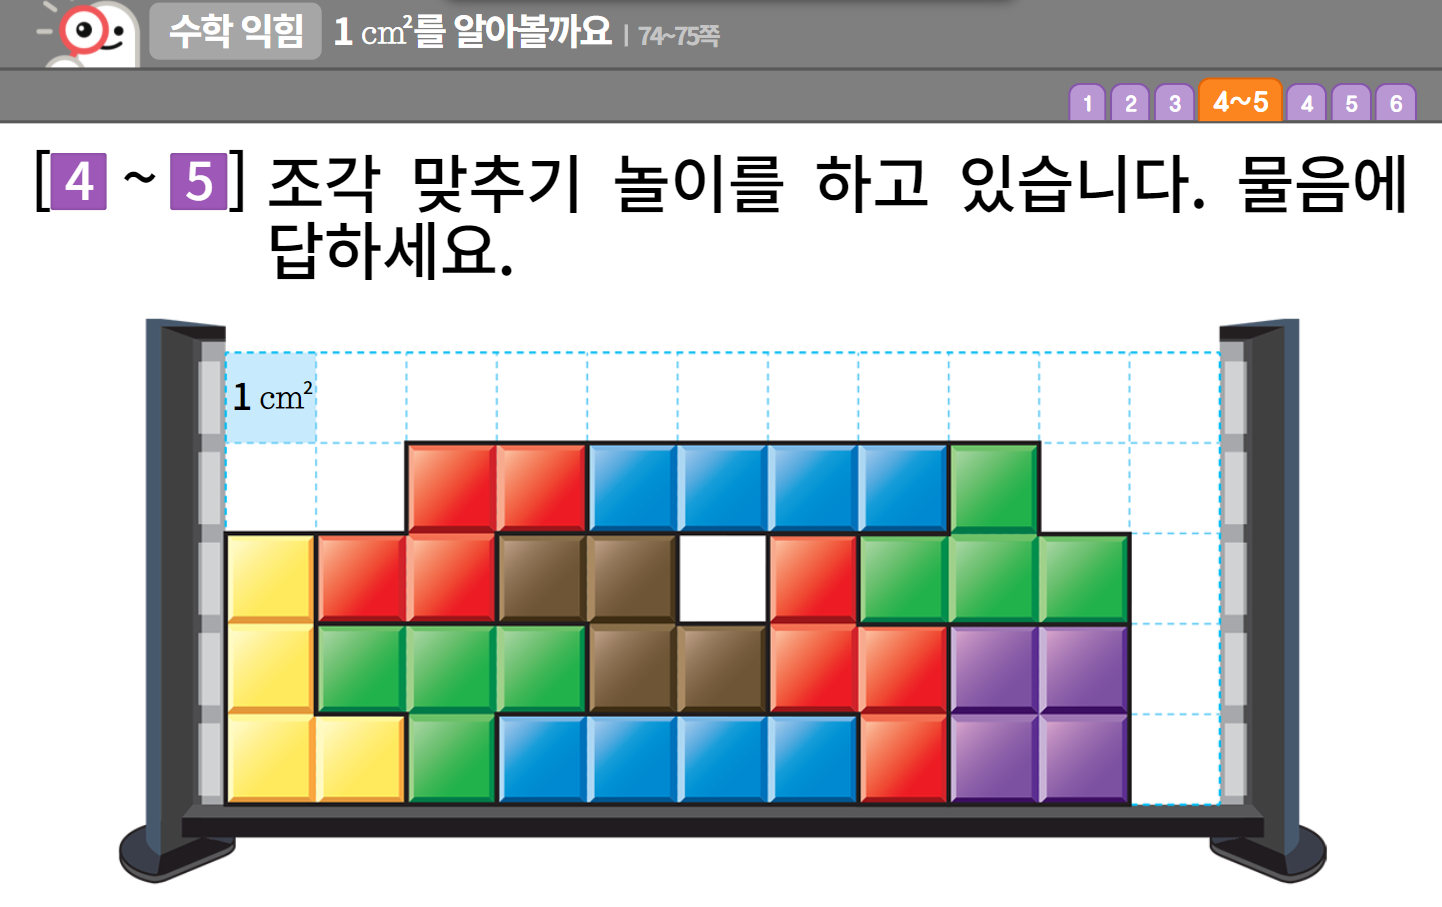 수학 익힘 1 cm²를 알아볼까요 | 74~75쪽
1 2 3 4~5 4 5 6
[4 ~ 5] 조각 맞추기 놀이를 하고 있습니다. 물음에
답하세요.
1 cm²